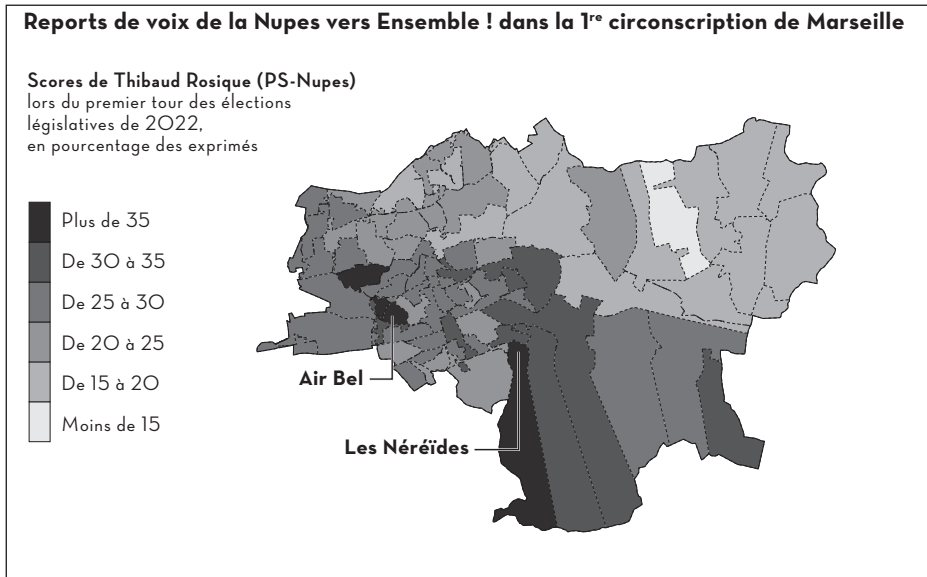 Reports de voix de la Nupes vers Ensemble ! dans la 1re circonscription de Marseille
Scores de Thibaud Rosique (PS-Nupes)
lors du premier tour des élections
législatives de 2022,
en pourcentage des exprimés
Plus de 35
De 30 à 35
De 25 à 30
De 20 à 25
De 15 à 20
Moins de 15
Air Bel
Les Néréïdes